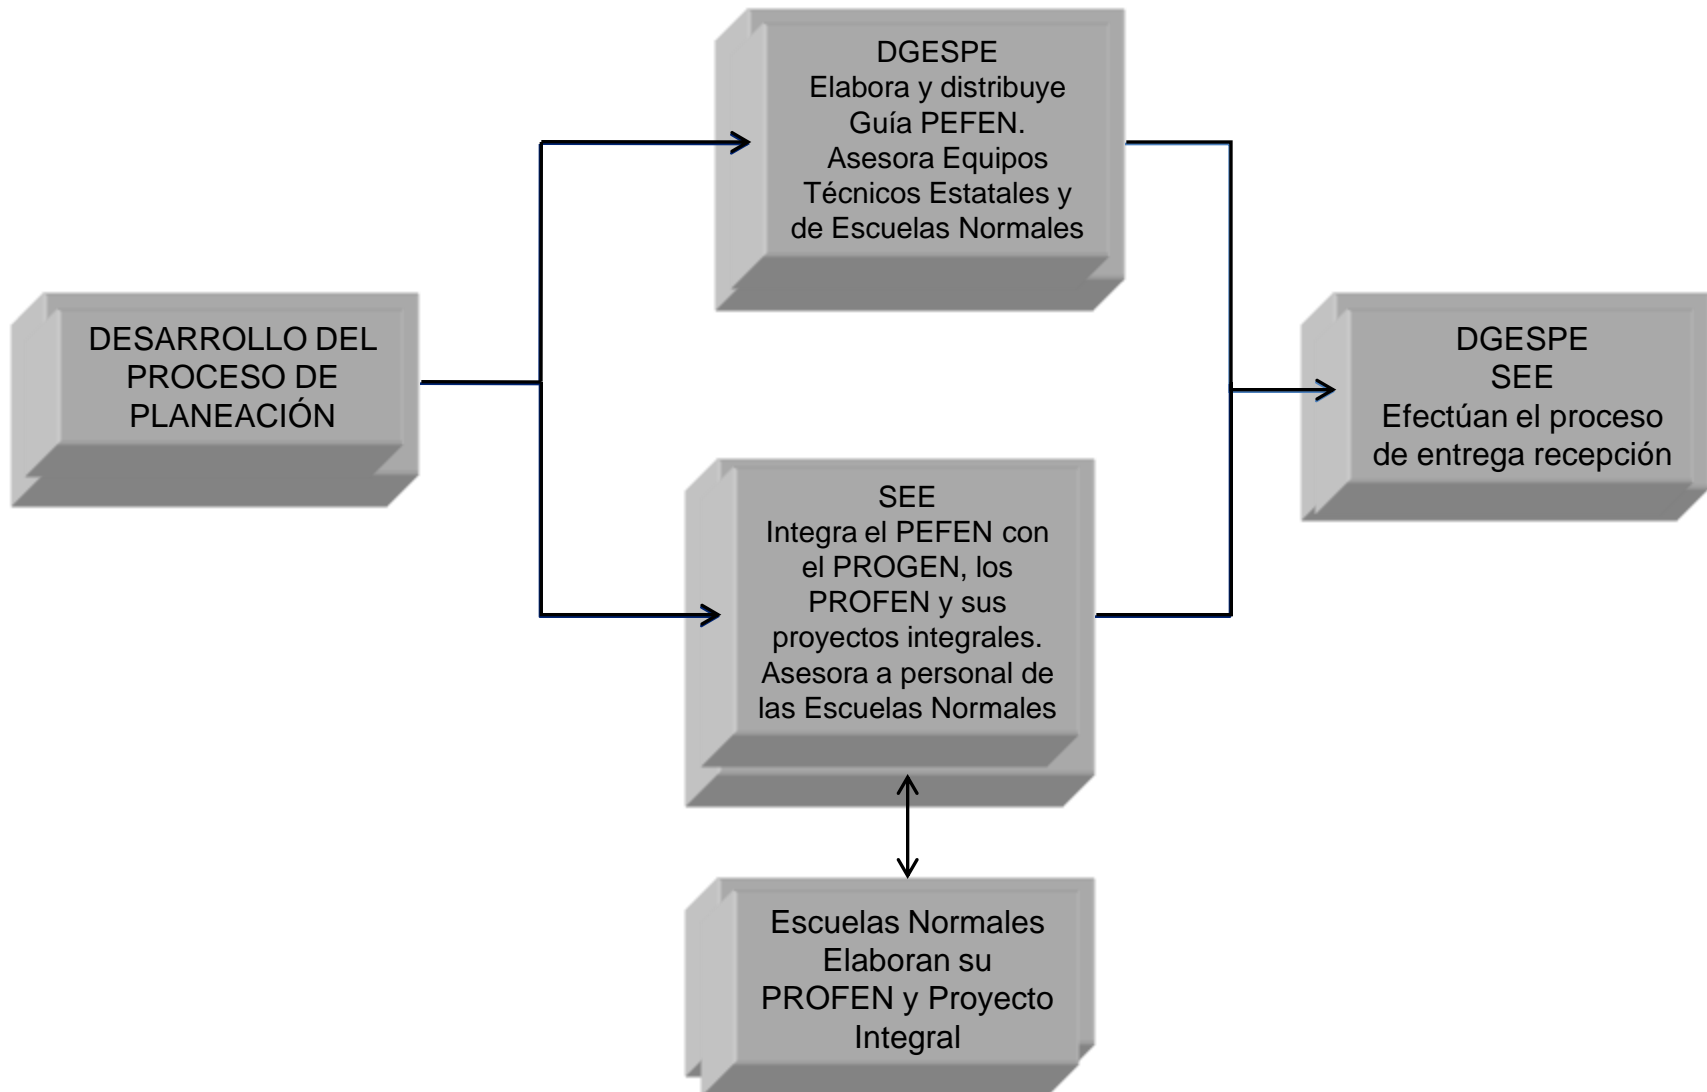 DESARROLLO DEL
PROCESO DE
PLANEACIÓN
DGESPE
Elabora y distribuye
Guía PEFEN.
Asesora Equipos
Técnicos Estatales y
de Escuelas Normales
SEE
Integra el PEFEN con
el PROGEN, los
PROFEN y sus
proyectos integrales.
Asesora a personal de
las Escuelas Normales
Escuelas Normales
Elaboran su
PROFEN y Proyecto
Integral
DGESPE
SEE
Efectúan el proceso
de entrega recepción